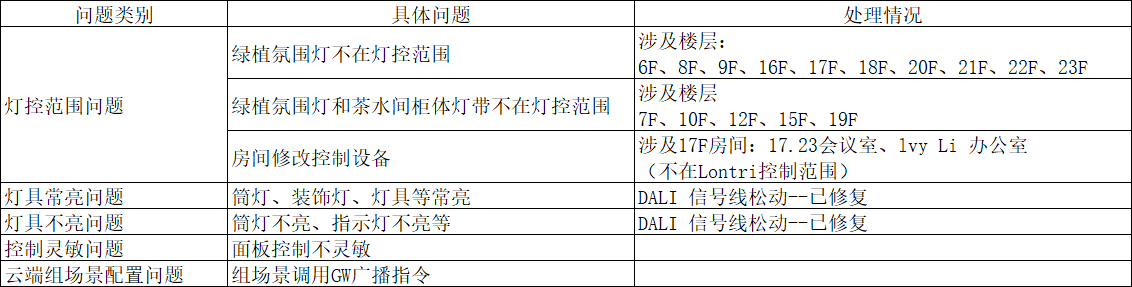 问题类别 具体问题 处理情况
灯控范围问题
绿植氛围灯不在灯控范围
涉及楼层:
6F、8F、9F、16F、17F、18F、20F、21F、22F、23F
绿植氛围灯和茶水间柜体灯带不在灯控范围
涉及楼层
7F、10F、12F、15F、19F
房间修改控制设备
涉及17F房间:17.23会议室、lvy Li 办公室
（不在Lontri控制范围）
灯具常亮问题 筒灯、装饰灯、灯具等常亮 DALI 信号线松动--已修复
灯具不亮问题 筒灯不亮、指示灯不亮等 DALI 信号线松动--已修复
控制灵敏问题 面板控制不灵敏
云端组场景配置问题 组场景调用GW广播指令